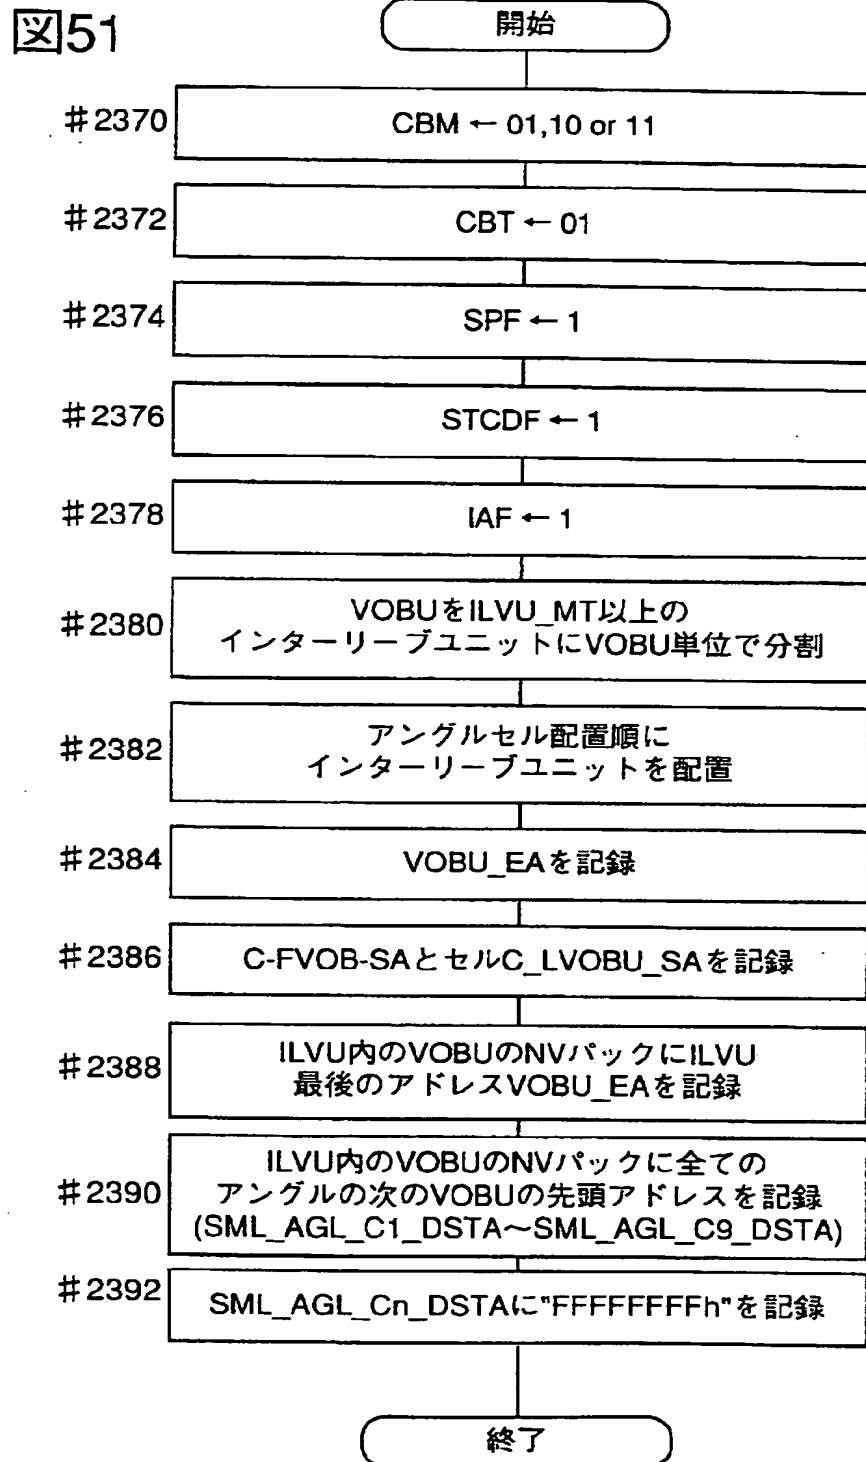 図51
開始
#2370
CBM ← 01,10 or 11
#2372
CBT ← 01
#2374
SPF ← 1
#2376
STCDF ← 1
#2378
IAF ← 1
#2380
VOBUをILVU_MT以上の
インターリーブユニットにVOBU単位で分割
#2382
アングルセル配置順に
インターリーブユニットを配置
#2384
VOBU_EAを記録
#2386
C-FVOB-SAとセルC_LVOBU_SAを記録
#2388
ILVU内のVOBUのNVパックにILVU
最後のアドレスVOBU_EAを記録
#2390
ILVU内のVOBUのNVパックに全ての
アングルの次のVOBUの先頭アドレスを記録
(SML_AGL_C1_DSTA～SML_AGL_C9_DSTA)
#2392
SML_AGL_Cn_DSTAに"FFFFFFFFh"を記録
終了